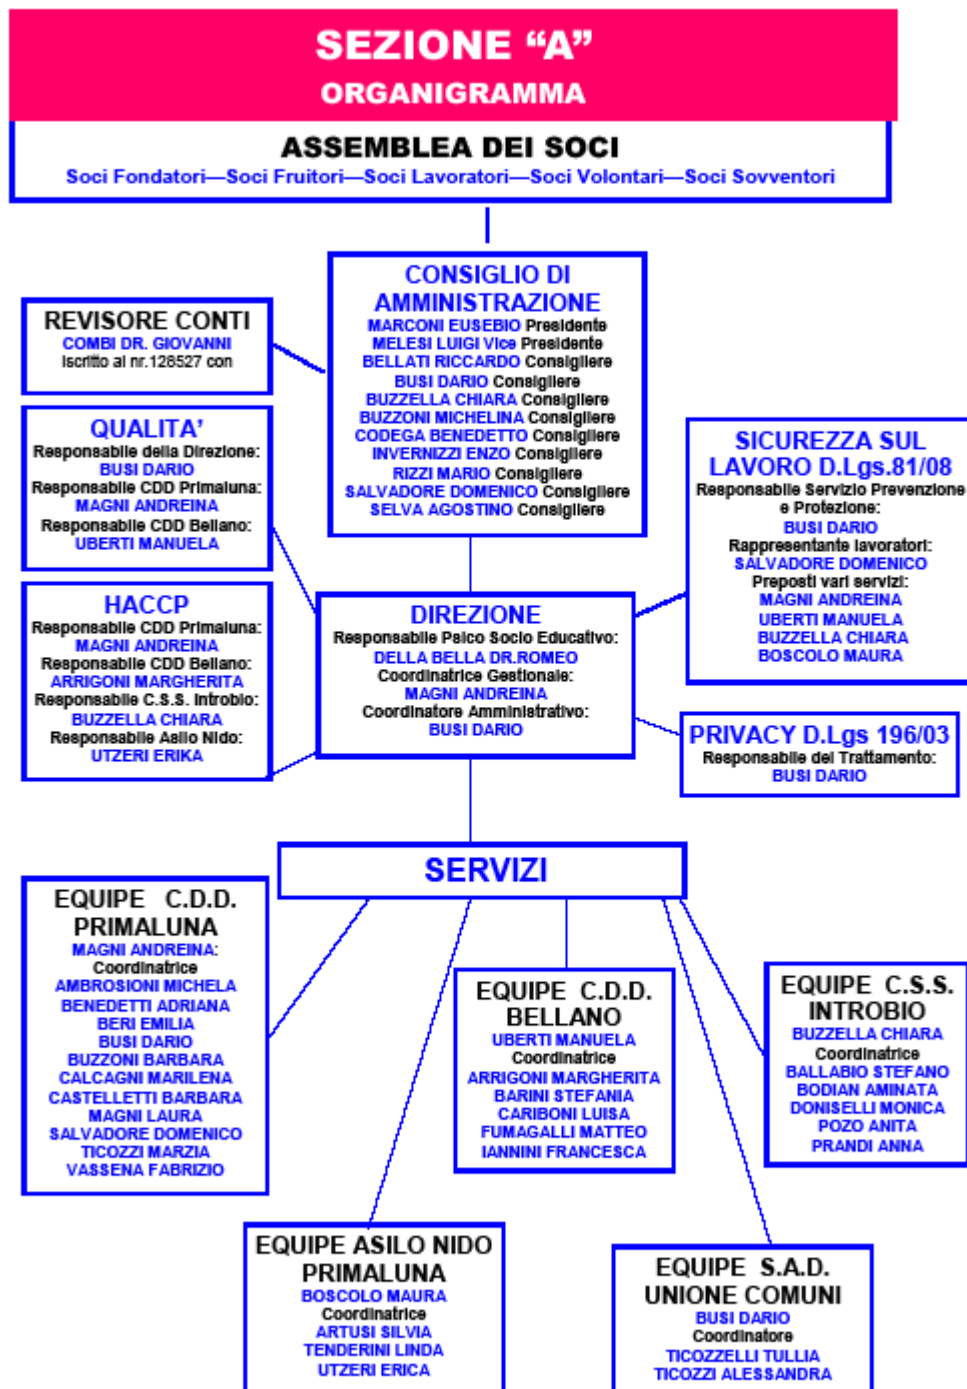 SEZIONE “A”
ORGANIGRAMMA
ASSEMBLEA DEI SOCI
Soci Fondatori—Soci Fruitori—Soci Lavoratori—Soci Volontari—Soci Sovventori
CONSIGLIO DI
AMMINISTRAZIONE
MARCONI EUSEBIO Presidente
MELESI LUIGI Vice Presidente
BELLATI RICCARDO Consigliere
BUSI DARIO Consigliere
BUZZELLA CHIARA Consigliere
BUZZONI MICHELINA Consigliere
CODEGA BENEDETTO Consigliere
INVERNIZZI ENZO Consigliere
RIZZI MARIO Consigliere
SALVADORE DOMENICO Consigliere
SELVA AGOSTINO Consigliere
REVISORE CONTI
COMBI DR. GIOVANNI
Iscritto al nr.128527 con
QUALITA’
Responsabile della Direzione:
BUSI DARIO
Responsabile CDD Primaluna:
MAGNI ANDREINA
Responsabile CDD Bellano:
UBERTI MANUELA
HACCP
Responsabile CDD Primaluna:
MAGNI ANDREINA
Responsabile CDD Bellano:
ARRIGONI MARGHERITA
Responsabile C.S.S. Introbio:
BUZZELLA CHIARA
Responsabile Asilo Nido:
UTZERI ERIKA
DIREZIONE
Responsabile Psico Socio Educativo:
DELLA BELLA DR.ROMEO
Coordinatrice Gestionale:
MAGNI ANDREINA
Coordinatore Amministrativo:
BUSI DARIO
SICUREZZA SUL
LAVORO D.Lgs.81/08
Responsabile Servizio Prevenzione
e Protezione:
BUSI DARIO
Rappresentante lavoratori:
SALVADORE DOMENICO
Preposti vari servizi:
MAGNI ANDREINA
UBERTI MANUELA
BUZZELLA CHIARA
BOSCOLO MAURA
PRIVACY D.Lgs 196/03
Responsabile del Trattamento:
BUSI DARIO
SERVIZI
EQUIPE C.D.D.
PRIMALUNA
MAGNI ANDREINA:
Coordinatrice
AMBROSIONI MICHELA
BENEDETTI ADRIANA
BERI EMILIA
BUSI DARIO
BUZZONI BARBARA
CALCAGNI MARILENA
CASTELLETTI BARBARA
MAGNI LAURA
SALVADORE DOMENICO
TICOZZI MARZIA
VASSENA FABRIZIO
EQUIPE C.D.D.
BELLANO
UBERTI MANUELA
Coordinatrice
ARRIGONI MARGHERITA
BARINI STEFANIA
CARIBONI LUISA
FUMAGALLI MATTEO
IANNINI FRANCESCA
EQUIPE C.S.S.
INTROBIO
BUZZELLA CHIARA
Coordinatrice
BALLABIO STEFANO
BODIAN AMINATA
DONISELLI MONICA
POZO ANITA
PRANDI ANNA
EQUIPE ASILO NIDO
PRIMALUNA
BOSCOLO MAURA
Coordinatrice
ARTUSI SILVIA
TENDERINI LINDA
UTZERI ERICA
EQUIPE S.A.D.
UNIONE COMUNI
BUSI DARIO
Coordinatore
TICOZZELLI TULLIA
TICOZZI ALESSANDRA